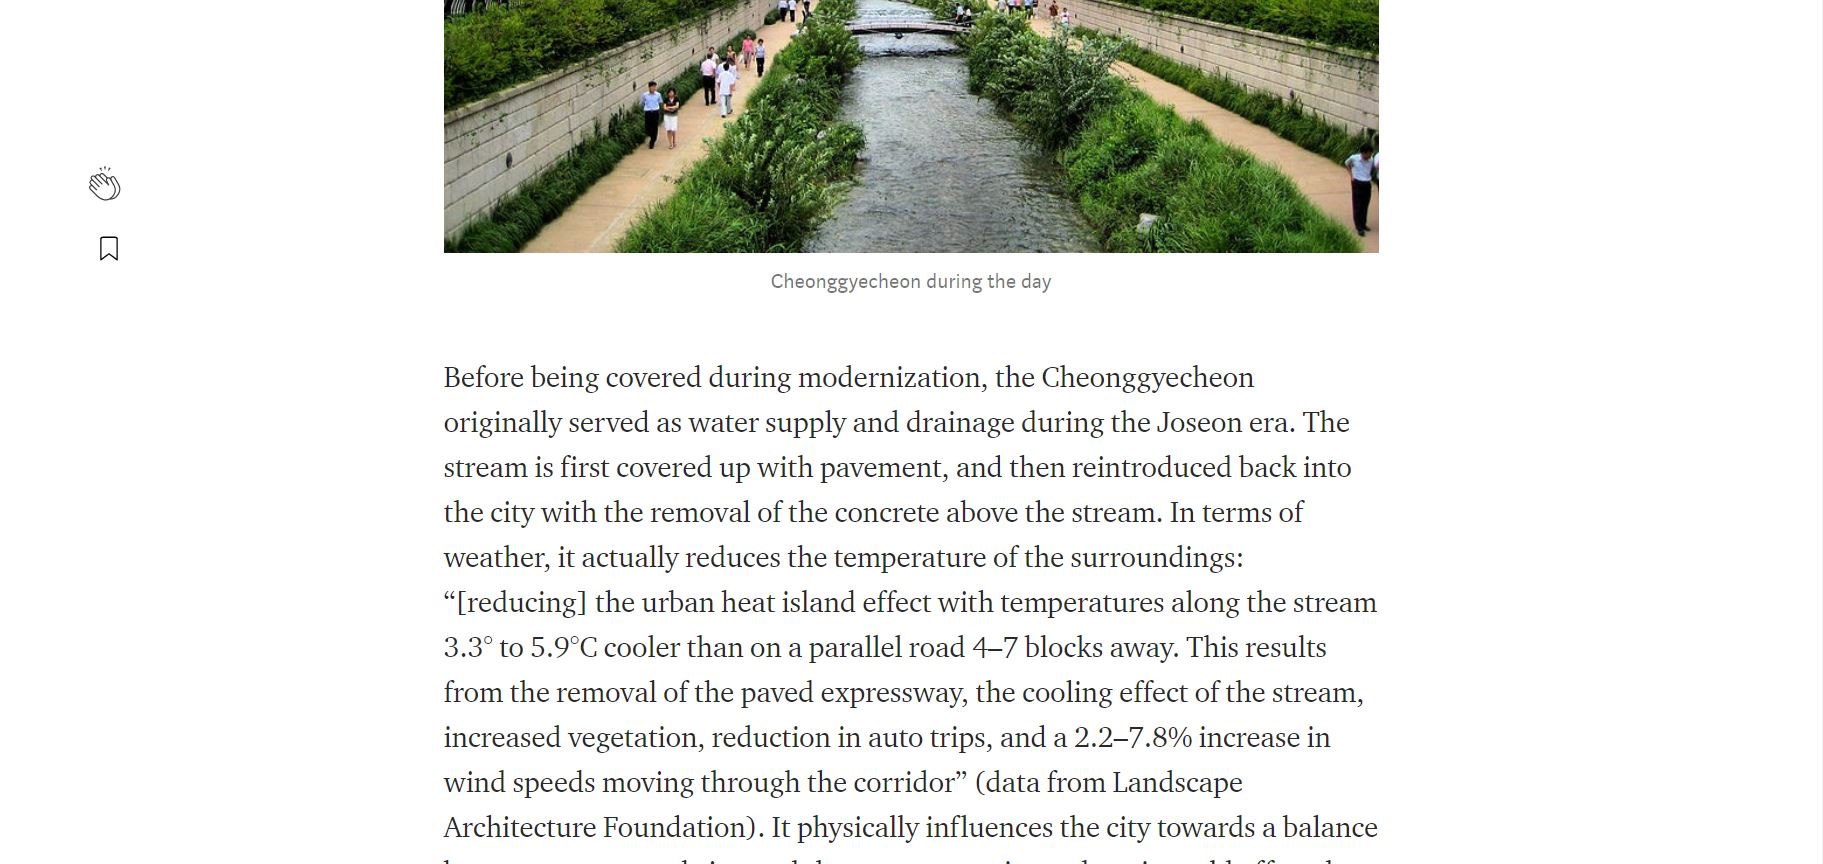 Cheonggyecheon during the day
Before being covered during modernization, the Cheonggyecheon
originally served as water supply and drainage during the Joseon era. The
stream is first covered up with pavement, and then reintroduced back into
the city with the removal of the concrete above the stream. In terms of
weather, it actually reduces the temperature of the surroundings:
“[reducing] the urban heat island effect with temperatures along the stream
3.3° to 5.9°C cooler than on a parallel road 4–7 blocks away. This results
from the removal of the paved expressway, the cooling effect of the stream,
increased vegetation, reduction in auto trips, and a 2.2–7.8% increase in
wind speeds moving through the corridor” (data from Landscape
Architecture Foundation). It physically influences the city towards a balance